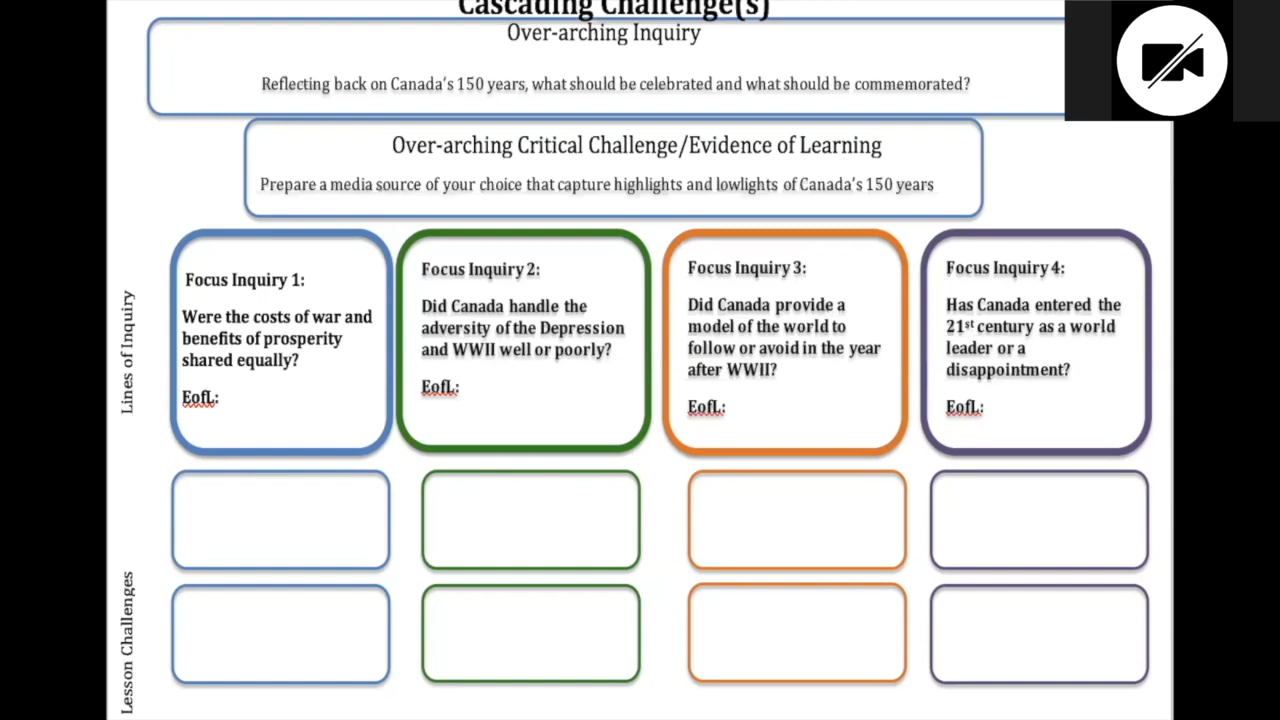 Cascading Challenge(s)
Over-arching Inquiry
Reflecting back on Canada's 150 years, what should be celebrated and what should be commemorated?
Over-arching Critical Challenge/Evidence of Learning
Prepare a media source of your choice that capture highlights and lowlights of Canada's 150 years
Lines of Inquiry
Focus Inquiry 1:
Were the costs of war and
benefits of prosperity
shared equally?
EofL:
Focus Inquiry 2:
Did Canada handle the
adversity of the Depression
and WWII well or poorly?
EofL:
Focus Inquiry 3:
Did Canada provide a
model of the world to
follow or avoid in the year
after WWII?
EofL:
Focus Inquiry 4:
Has Canada entered the
21st century as a world
leader or a
disappointment?
EofL:
Lesson Challenges